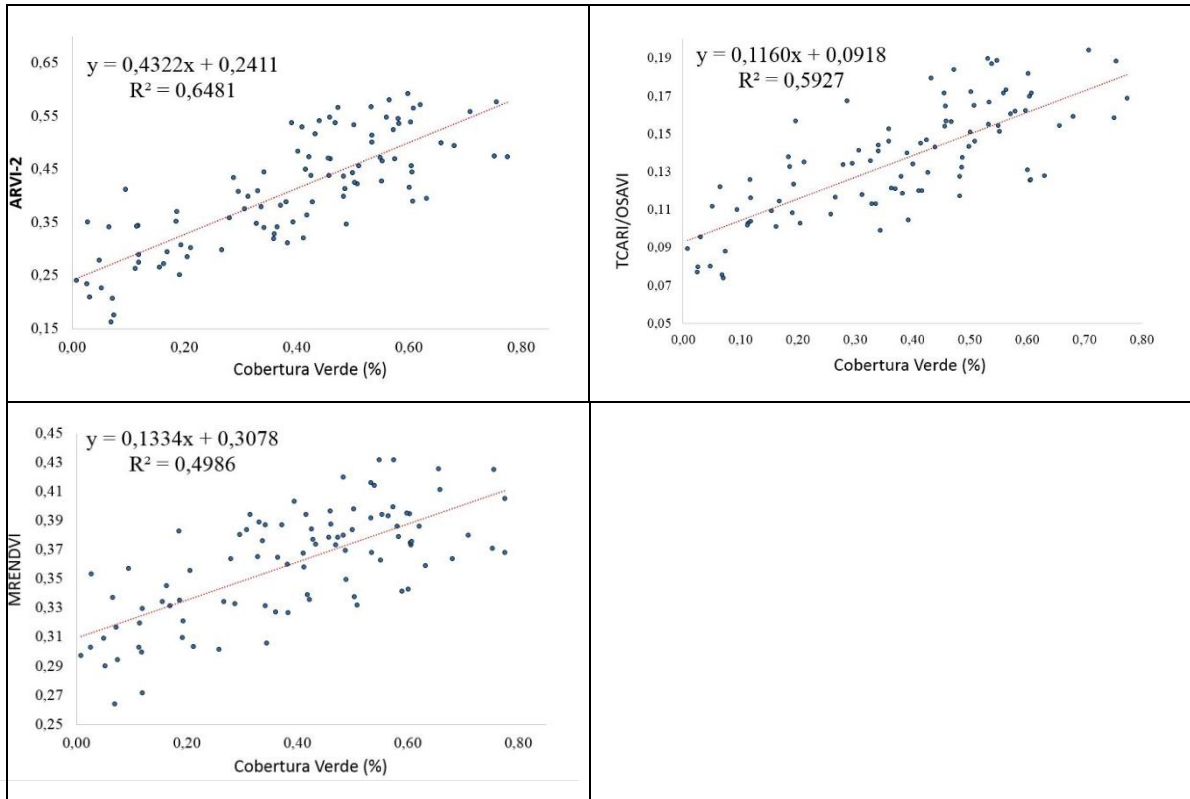 y = 0,4322x + 0,2411
R² = 0,6481
ARVI-2
0,65
0,55
0,45
0,35
0,25
0,15
0,00 0,20 0,40 0,60 0,80
Cobertura Verde (%)
y = 0,1160x + 0,0918
R² = 0,5927
TCARI/OSAVI
0,19
0,17
0,15
0,13
0,11
0,09
0,07
0,05
0,00 0,10 0,20 0,30 0,40 0,50 0,60 0,70 0,80
Cobertura Verde (%)
y = 0,1334x + 0,3078
R² = 0,4986
MRENDVI
0,45
0,43
0,41
0,39
0,37
0,35
0,33
0,31
0,29
0,27
0,25
0,00 0,20 0,40 0,60 0,80
Cobertura Verde (%)